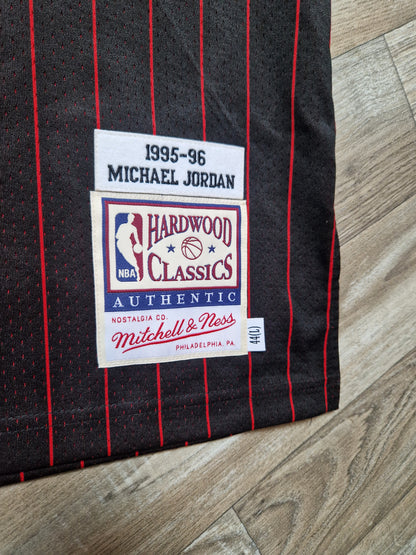 1995-96
MICHAEL JORDAN
NBA
HARDWOOD
CLASSICS
AUTHENTIC
NOSTALGIA CO.
Mitchell & Ness
PHILADELPHIA, PA.
44(L)